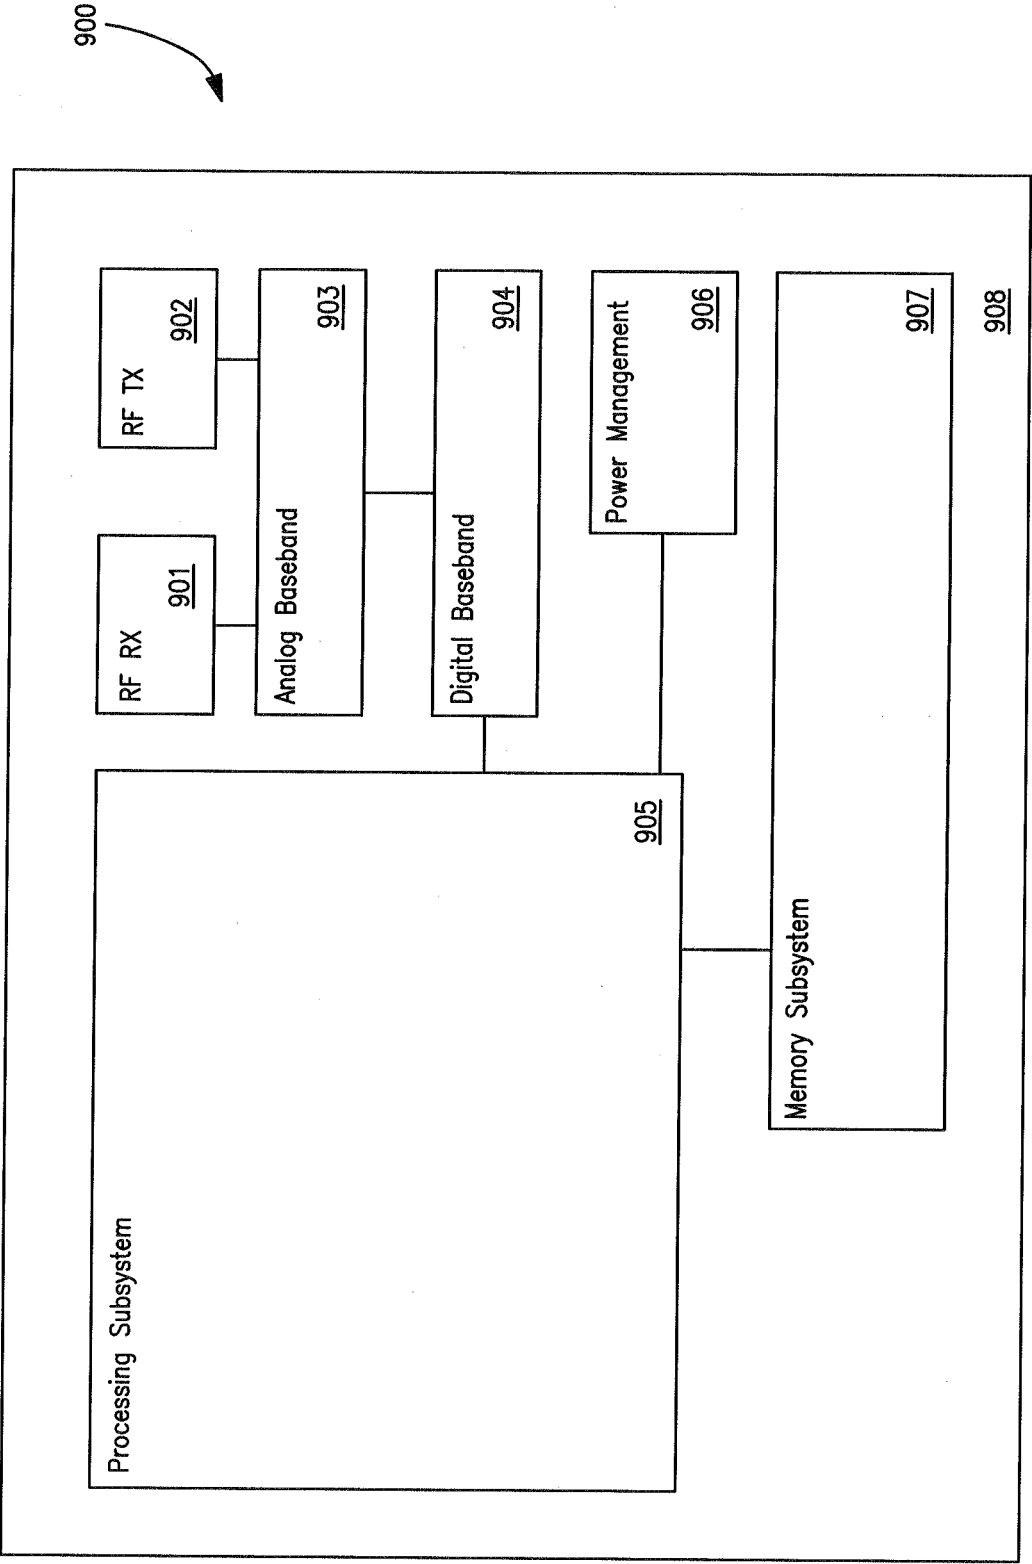 900
Processing Subsystem
905
RF RX
901
RF TX
902
Analog Baseband
903
Digital Baseband
904
Power Management
906
Memory Subsystem
907
908